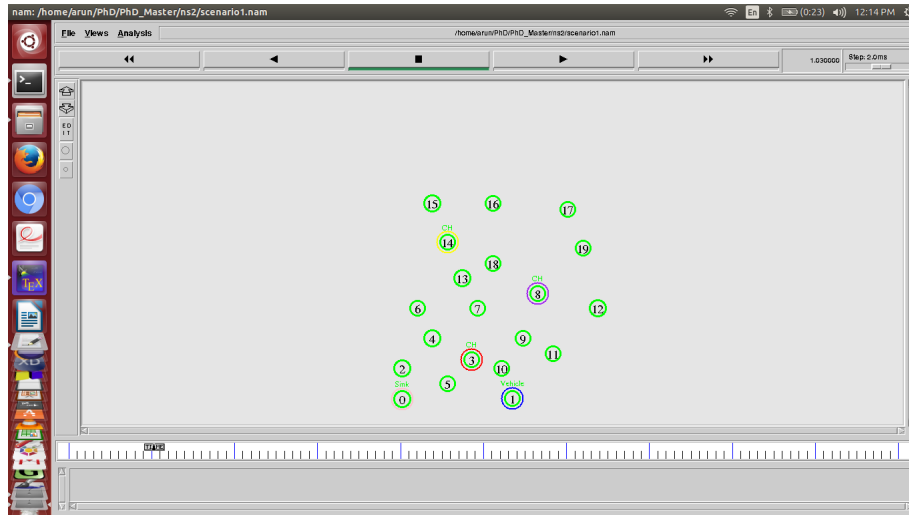 nam: /home/arun/PhD/PhD_Master/ns2/scenario1.nam
En (0:23) 12:14 PM
File Views Analysis /home/arun/PhD/PhD_Master/ns2/scenario1.nam
1.030000 Step: 2.0ms
E D
I T
15 16 17
CH
14
19
18
13
CH
8
6 7 12
4 9
CH
3 11
2 10
5
Sink Vehicle
0 1
TEX